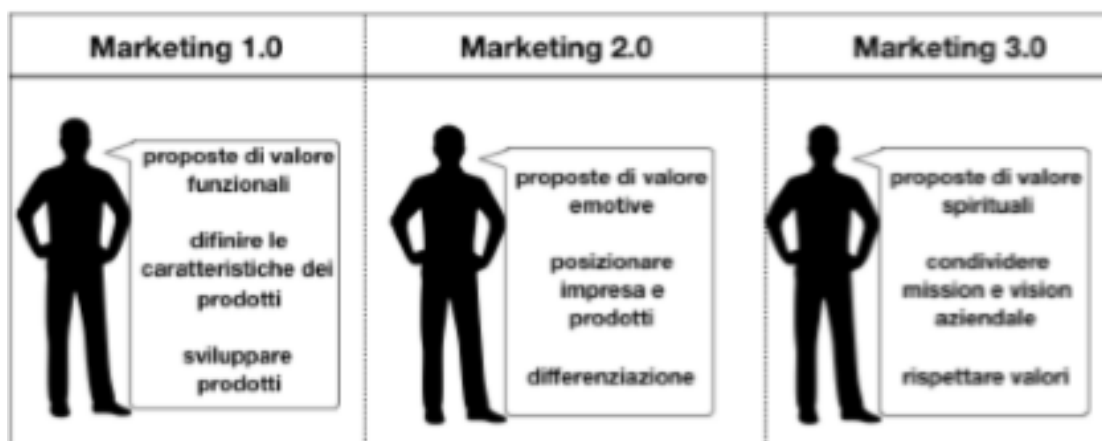 Marketing 1.0
proposte di valore
funzionali
difinire le
caratteristiche dei
prodotti
sviluppare
prodotti
Marketing 2.0
proposte di valore
emotive
posizionare
impresa e
prodotti
differenziazione
Marketing 3.0
proposte di valore
spirituali
condividere
mission e vision
aziendale
rispettare valori